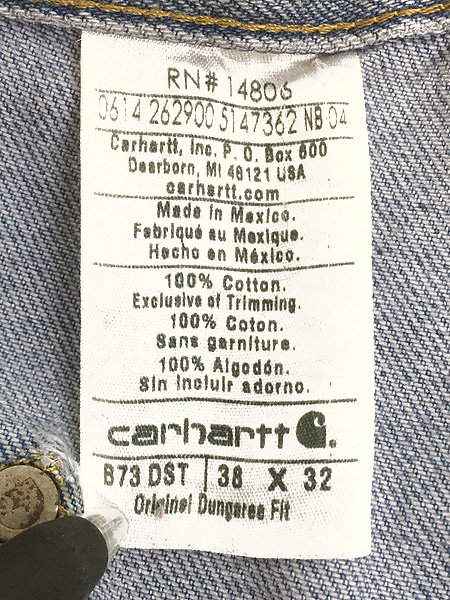 RN# 14806
0614 262900 5147362 NB 04
Carhartt, Inc. P. O. Box 600
Dearborn, MI 48121 USA
carhartt.com
Made in Mexico.
Fabriqué au Mexique.
Hecho en México.
100% Cotton.
Exclusive of Trimming.
100% Coton.
Sans garniture.
100% Algodón.
Sin incluir adorno.
carhartt
B73 DST | 38 X 32
Original Dungaree Fit